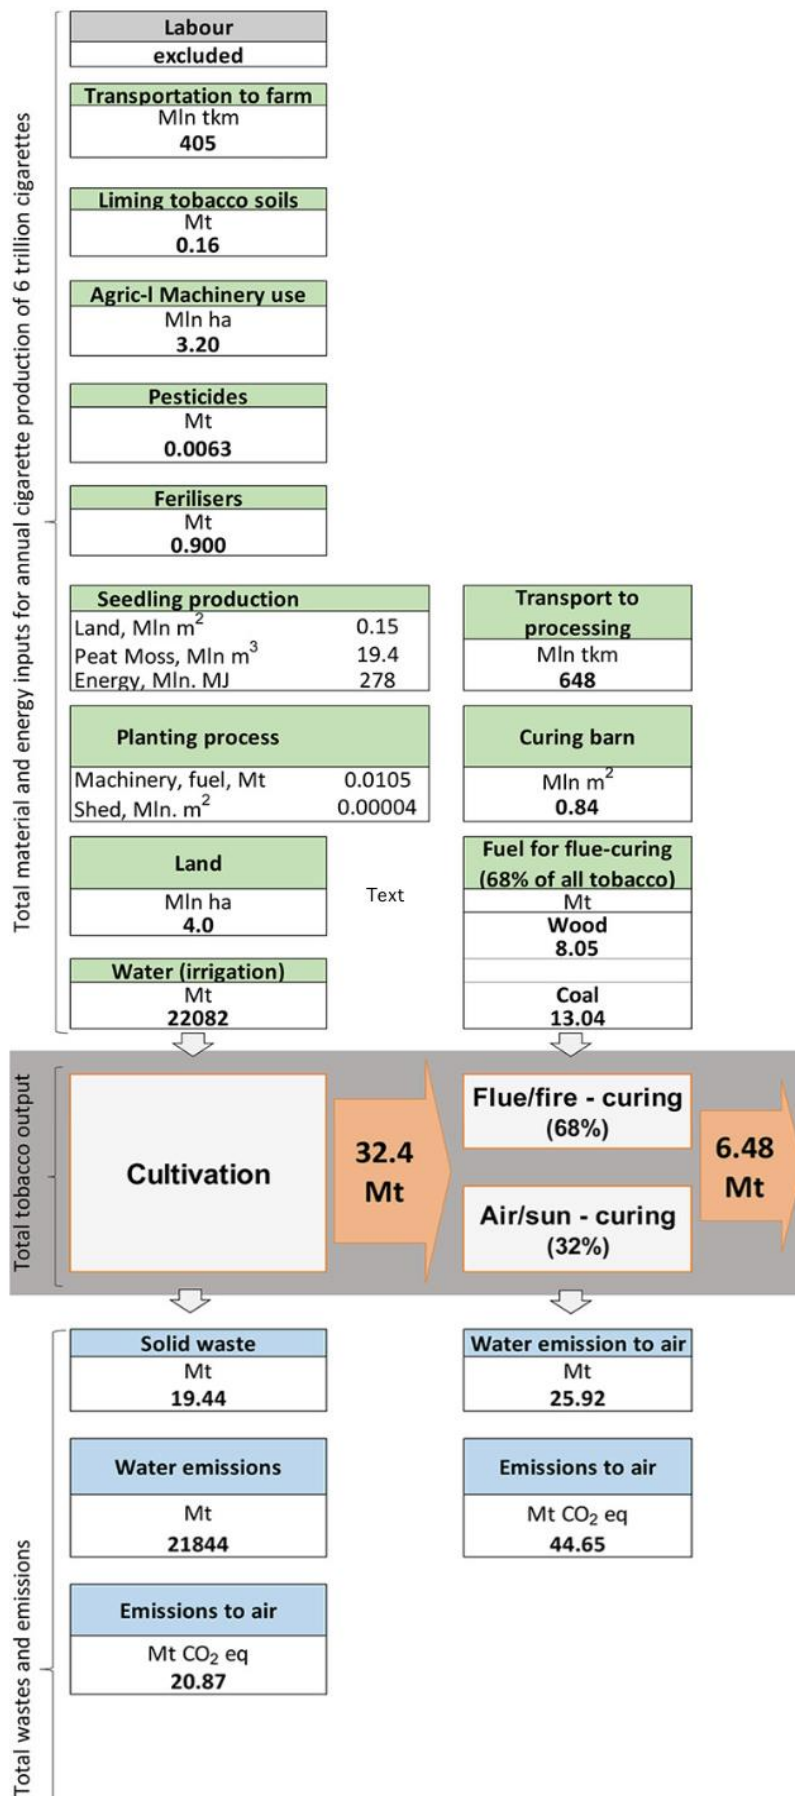 Total material and energy inputs for annual cigarette production of 6 trillion cigarettes
Labour
excluded
Transportation to farm
Mln tkm
405
Liming tobacco soils
Mt
0.16
Agric-l Machinery use
Mln ha
3.20
Pesticides
Mt
0.0063
Ferilisers
Mt
0.900
Seedling production
Land, Mln m² 0.15
Peat Moss, Mln m³ 19.4
Energy, Mln. MJ 278
Transport to
processing
Mln tkm
648
Planting process
Machinery, fuel, Mt 0.0105
Shed, Mln. m² 0.00004
Curing barn
Mln m²
0.84
Land
Mln ha
4.0
Text
Fuel for flue-curing
(68% of all tobacco)
Mt
Wood
8.05
Coal
13.04
Water (irrigation)
Mt
22082
Total tobacco output
Cultivation
32.4
Mt
Flue/fire - curing
(68%)
Air/sun - curing
(32%)
6.48
Mt
Total wastes and emissions
Solid waste
Mt
19.44
Water emission to air
Mt
25.92
Water emissions
Mt
21844
Emissions to air
Mt CO₂ eq
44.65
Emissions to air
Mt CO₂ eq
20.87